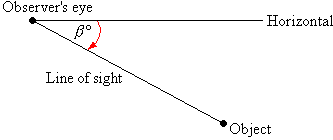 Observer's eye
β°
Horizontal
Line of sight
Object